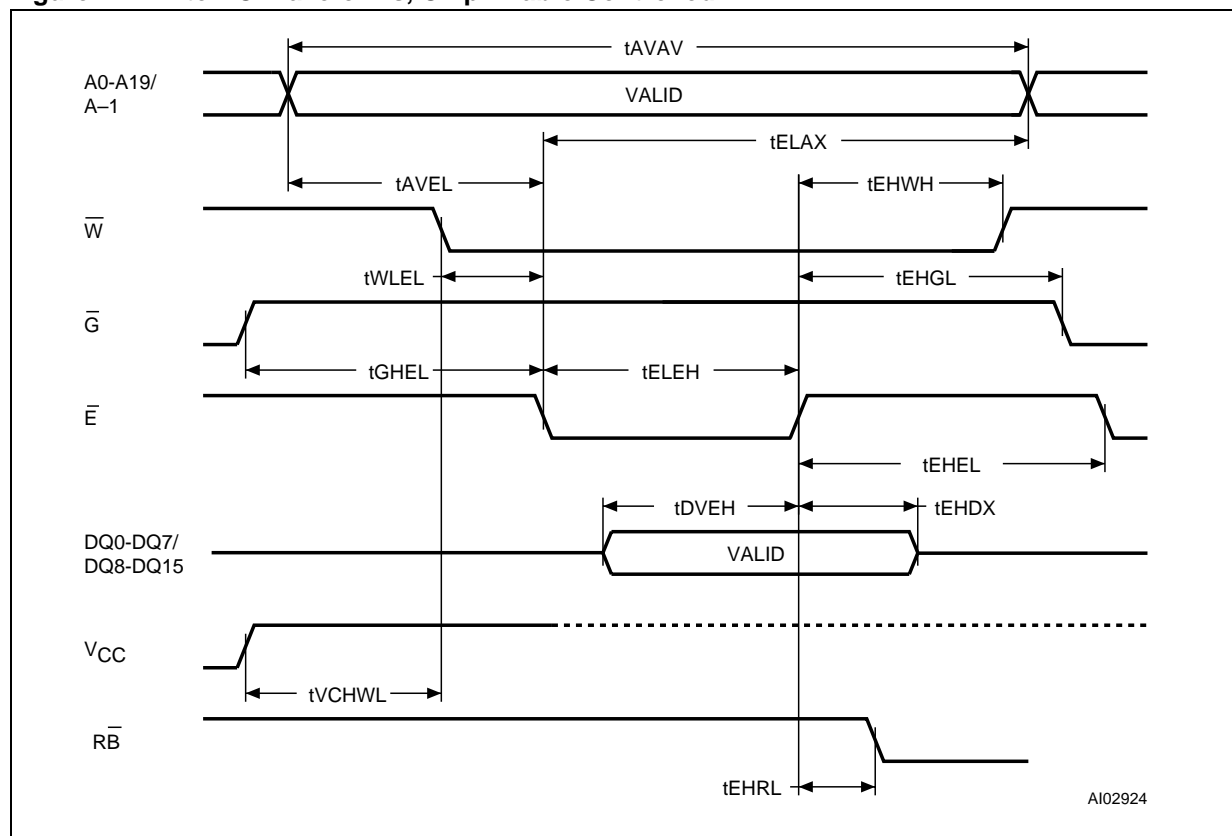 tAVAV
A0-A19/
A–1
VALID
tELAX
tAVEL
tEHWH
W̅
tWLEL
tEHGL
G̅
tGHEL
tELEH
E̅
tEHEL
tDVEH
tEHDX
DQ0-DQ7/
DQ8-DQ15
VALID
VCC
tVCHWL
RB̅
tEHRL
AI02924